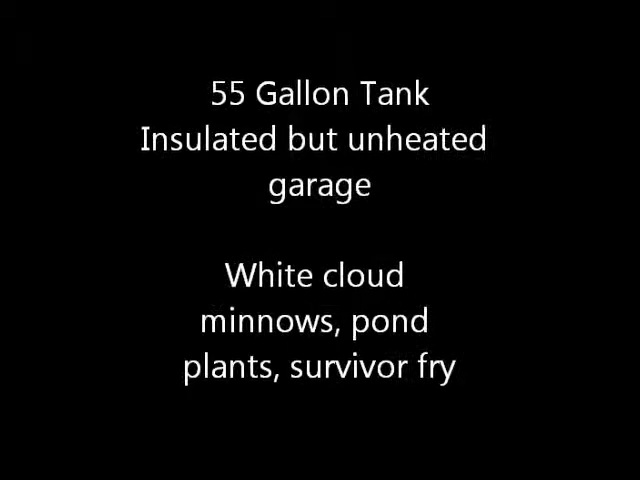 55 Gallon Tank
Insulated but unheated
garage
White cloud
minnows, pond
plants, survivor fry